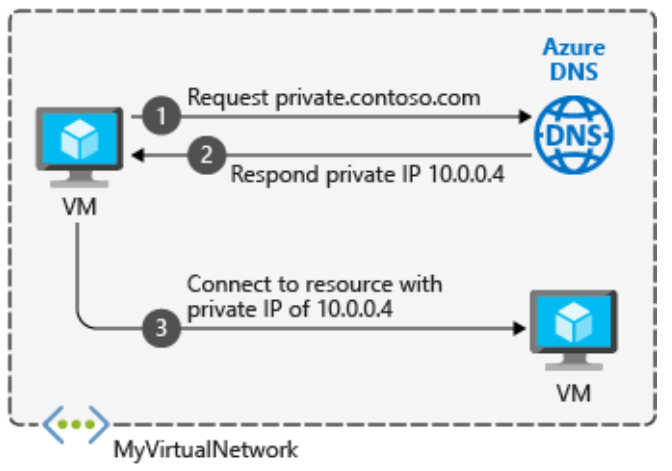 Azure
DNS
1
Request private.contoso.com
DNS
2
Respond private IP 10.0.0.4
VM
Connect to resource with
private IP of 10.0.0.4
3
VM
MyVirtualNetwork